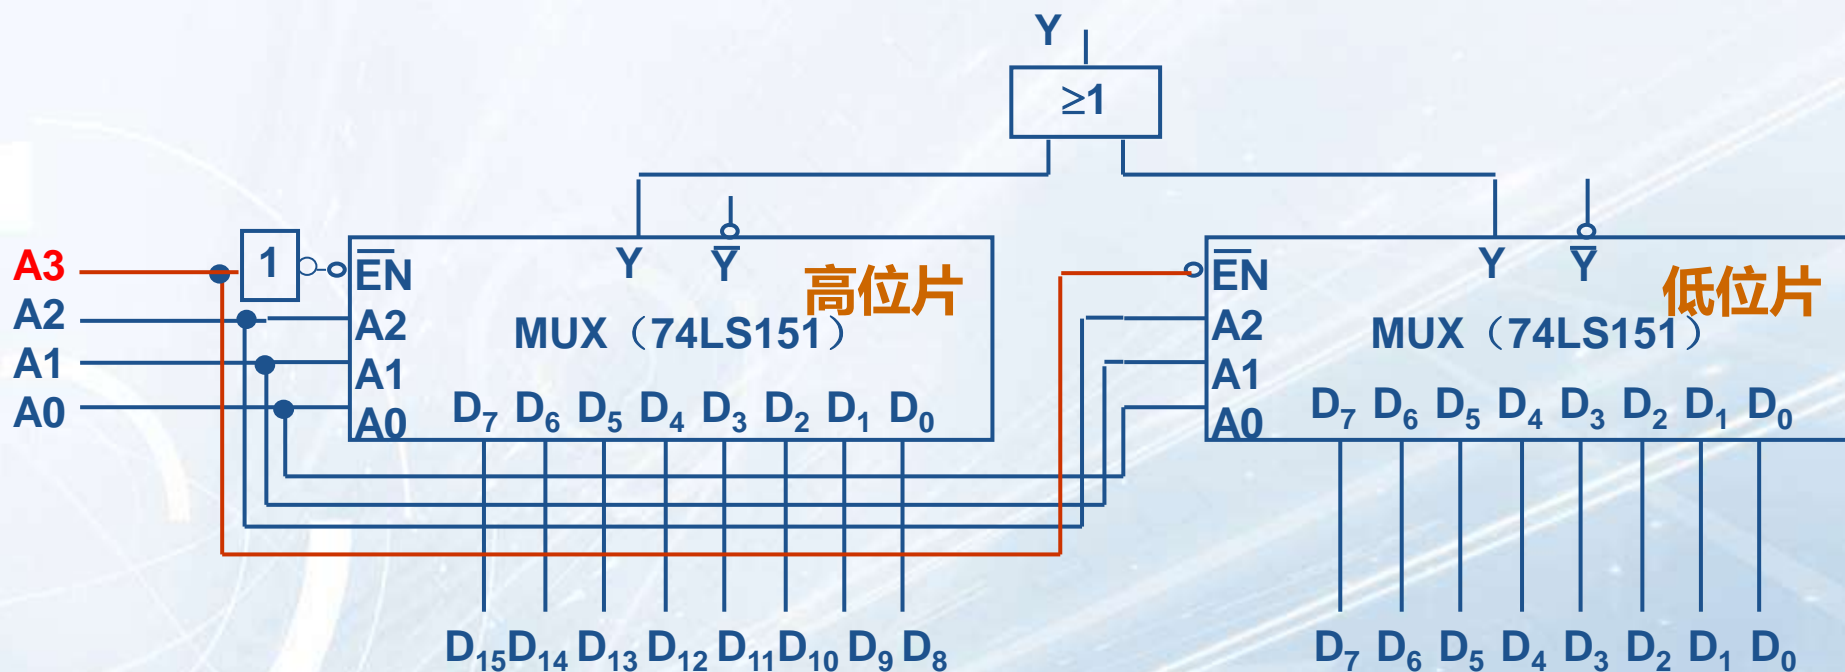 Y
≥1
A3
A2
A1
A0
1
E̅N̅
A2
A1
A0
Y
Y̅
高位片
MUX（74LS151）
D₇ D₆ D₅ D₄ D₃ D₂ D₁ D₀
D₁₅ D₁₄ D₁₃ D₁₂ D₁₁ D₁₀ D₉ D₈
E̅N̅
A2
A1
A0
Y
Y̅
低位片
MUX（74LS151）
D₇ D₆ D₅ D₄ D₃ D₂ D₁ D₀
D₇ D₆ D₅ D₄ D₃ D₂ D₁ D₀